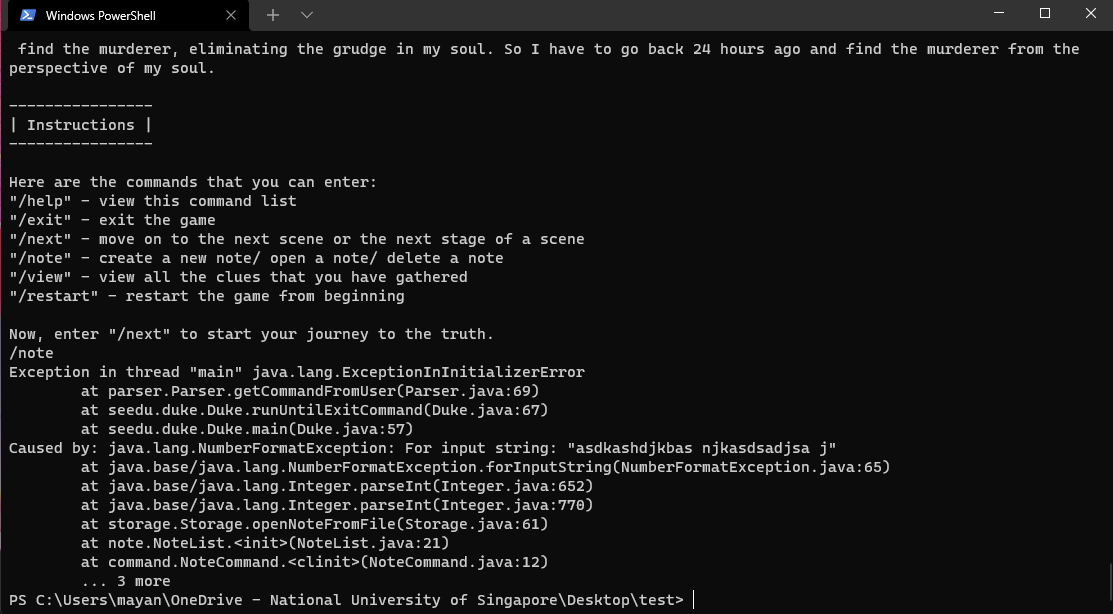 Windows PowerShell
find the murderer, eliminating the grudge in my soul. So I have to go back 24 hours ago and find the murderer from the
perspective of my soul.
----------------
| Instructions |
----------------
Here are the commands that you can enter:
"/help" - view this command list
"/exit" - exit the game
"/next" - move on to the next scene or the next stage of a scene
"/note" - create a new note/ open a note/ delete a note
"/view" - view all the clues that you have gathered
"/restart" - restart the game from beginning
Now, enter "/next" to start your journey to the truth.
/note
Exception in thread "main" java.lang.ExceptionInInitializerError
        at parser.Parser.getCommandFromUser(Parser.java:69)
        at seedu.duke.Duke.runUntilExitCommand(Duke.java:67)
        at seedu.duke.Duke.main(Duke.java:57)
Caused by: java.lang.NumberFormatException: For input string: "asdkashdjkbas njkasdsadjsa j"
        at java.base/java.lang.NumberFormatException.forInputString(NumberFormatException.java:65)
        at java.base/java.lang.Integer.parseInt(Integer.java:652)
        at java.base/java.lang.Integer.parseInt(Integer.java:770)
        at storage.Storage.openNoteFromFile(Storage.java:61)
        at note.NoteList.<init>(NoteList.java:21)
        at command.NoteCommand.<clinit>(NoteCommand.java:12)
        ... 3 more
PS C:\Users\mayan\OneDrive - National University of Singapore\Desktop\test>